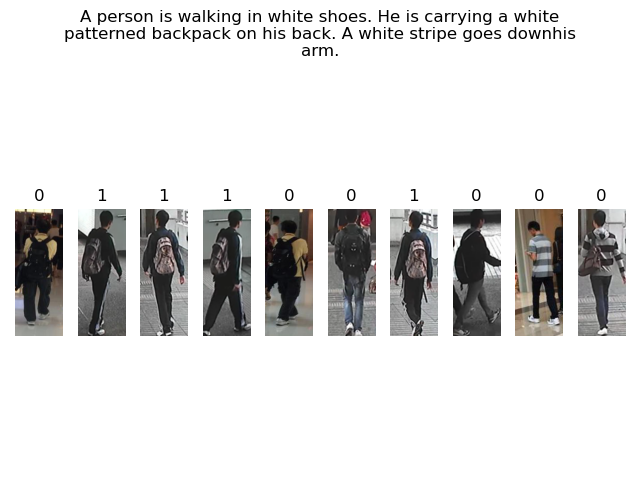 A person is walking in white shoes. He is carrying a white
patterned backpack on his back. A white stripe goes downhis
arm.
0 1 1 1 0 0 1 0 0 0